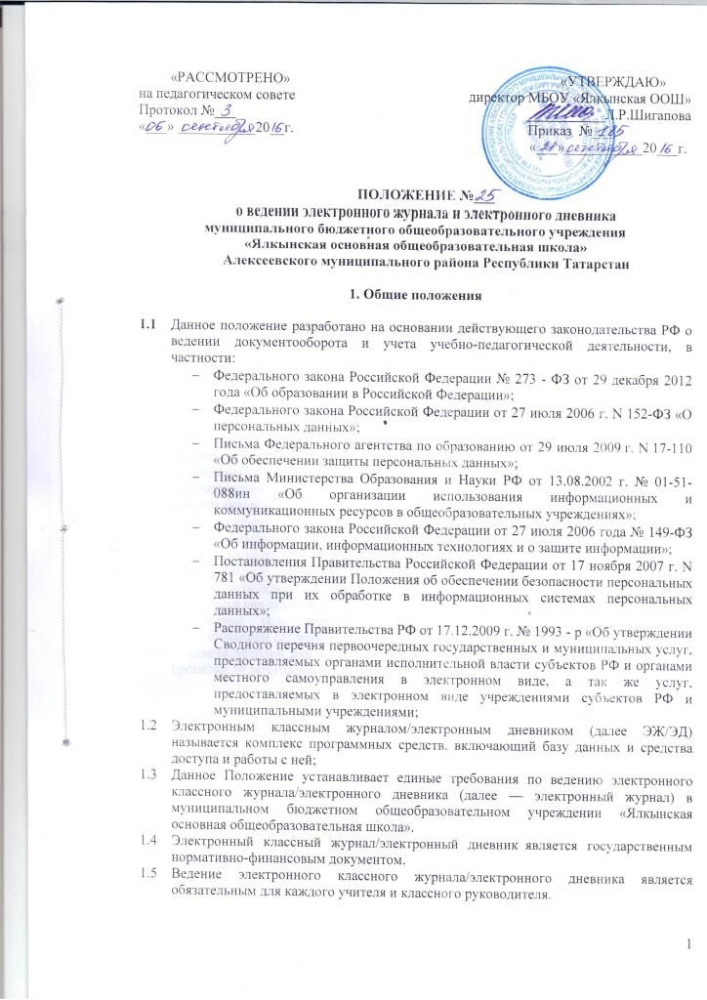 «РАССМОТРЕНО»
на педагогическом совете
Протокол № 3
«06» сентября 2016 г.
«УТВЕРЖДАЮ»
директор МБОУ «Ялкынская ООШ»
Л.Р.Шигапова
Приказ №
« » сентября 2016 г.
ПОЛОЖЕНИЕ № 25
о ведении электронного журнала и электронного дневника
муниципального бюджетного общеобразовательного учреждения
«Ялкынская основная общеобразовательная школа»
Алексеевского муниципального района Республики Татарстан
1. Общие положения
1.1 Данное положение разработано на основании действующего законодательства РФ о
ведении документооборота и учета учебно-педагогической деятельности, в
частности:
– Федерального закона Российской Федерации № 273 - ФЗ от 29 декабря 2012
года «Об образовании в Российской Федерации»;
– Федерального закона Российской Федерации от 27 июля 2006 г. N 152-ФЗ «О
персональных данных»;
– Письма Федерального агентства по образованию от 29 июля 2009 г. N 17-110
«Об обеспечении защиты персональных данных»;
– Письма Министерства Образования и Науки РФ от 13.08.2002 г. № 01-51-
088ин «Об организации использования информационных и
коммуникационных ресурсов в общеобразовательных учреждениях»;
– Федерального закона Российской Федерации от 27 июля 2006 года № 149-ФЗ
«Об информации, информационных технологиях и о защите информации»;
– Постановления Правительства Российской Федерации от 17 ноября 2007 г. N
781 «Об утверждении Положения об обеспечении безопасности персональных
данных при их обработке в информационных системах персональных
данных»;
– Распоряжение Правительства РФ от 17.12.2009 г. № 1993 - р «Об утверждении
Сводного перечня первоочередных государственных и муниципальных услуг,
предоставляемых органами исполнительной власти субъектов РФ и органами
местного самоуправления в электронном виде, а так же услуг,
предоставляемых в электронном виде учреждениями субъектов РФ и
муниципальными учреждениями;
1.2 Электронным классным журналом/электронным дневником (далее ЭЖ/ЭД)
называется комплекс программных средств, включающий базу данных и средства
доступа и работы с ней;
1.3 Данное Положение устанавливает единые требования по ведению электронного
классного журнала/электронного дневника (далее — электронный журнал) в
муниципальном бюджетном общеобразовательном учреждении «Ялкынская
основная общеобразовательная школа».
1.4 Электронный классный журнал/электронный дневник является государственным
нормативно-финансовым документом.
1.5 Ведение электронного классного журнала/электронного дневника является
обязательным для каждого учителя и классного руководителя.
1